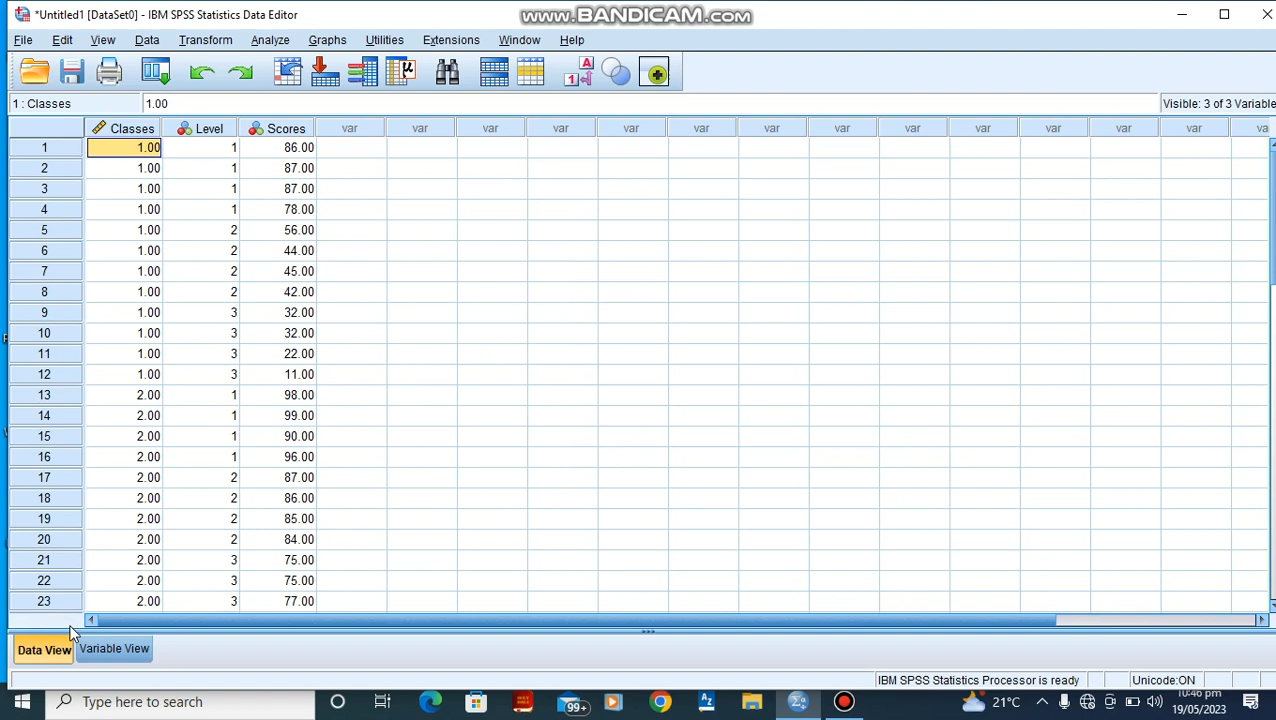 *Untitled1 [DataSet0] - IBM SPSS Statistics Data Editor
www.BANDICAM.com
File Edit View Data Transform Analyze Graphs Utilities Extensions Window Help
1 : Classes 1.00 Visible: 3 of 3 Variable
Classes Level Scores var var var var var var var var var var var var var va
1 1.00 1 86.00
2 1.00 1 87.00
3 1.00 1 87.00
4 1.00 1 78.00
5 1.00 2 56.00
6 1.00 2 44.00
7 1.00 2 45.00
8 1.00 2 42.00
9 1.00 3 32.00
10 1.00 3 32.00
11 1.00 3 22.00
12 1.00 3 11.00
13 2.00 1 98.00
14 2.00 1 99.00
15 2.00 1 90.00
16 2.00 1 96.00
17 2.00 2 87.00
18 2.00 2 86.00
19 2.00 2 85.00
20 2.00 2 84.00
21 2.00 3 75.00
22 2.00 3 75.00
23 2.00 3 77.00
Data View Variable View
IBM SPSS Statistics Processor is ready Unicode:ON
Type here to search 99+ 21°C 10:46 pm
19/05/2023